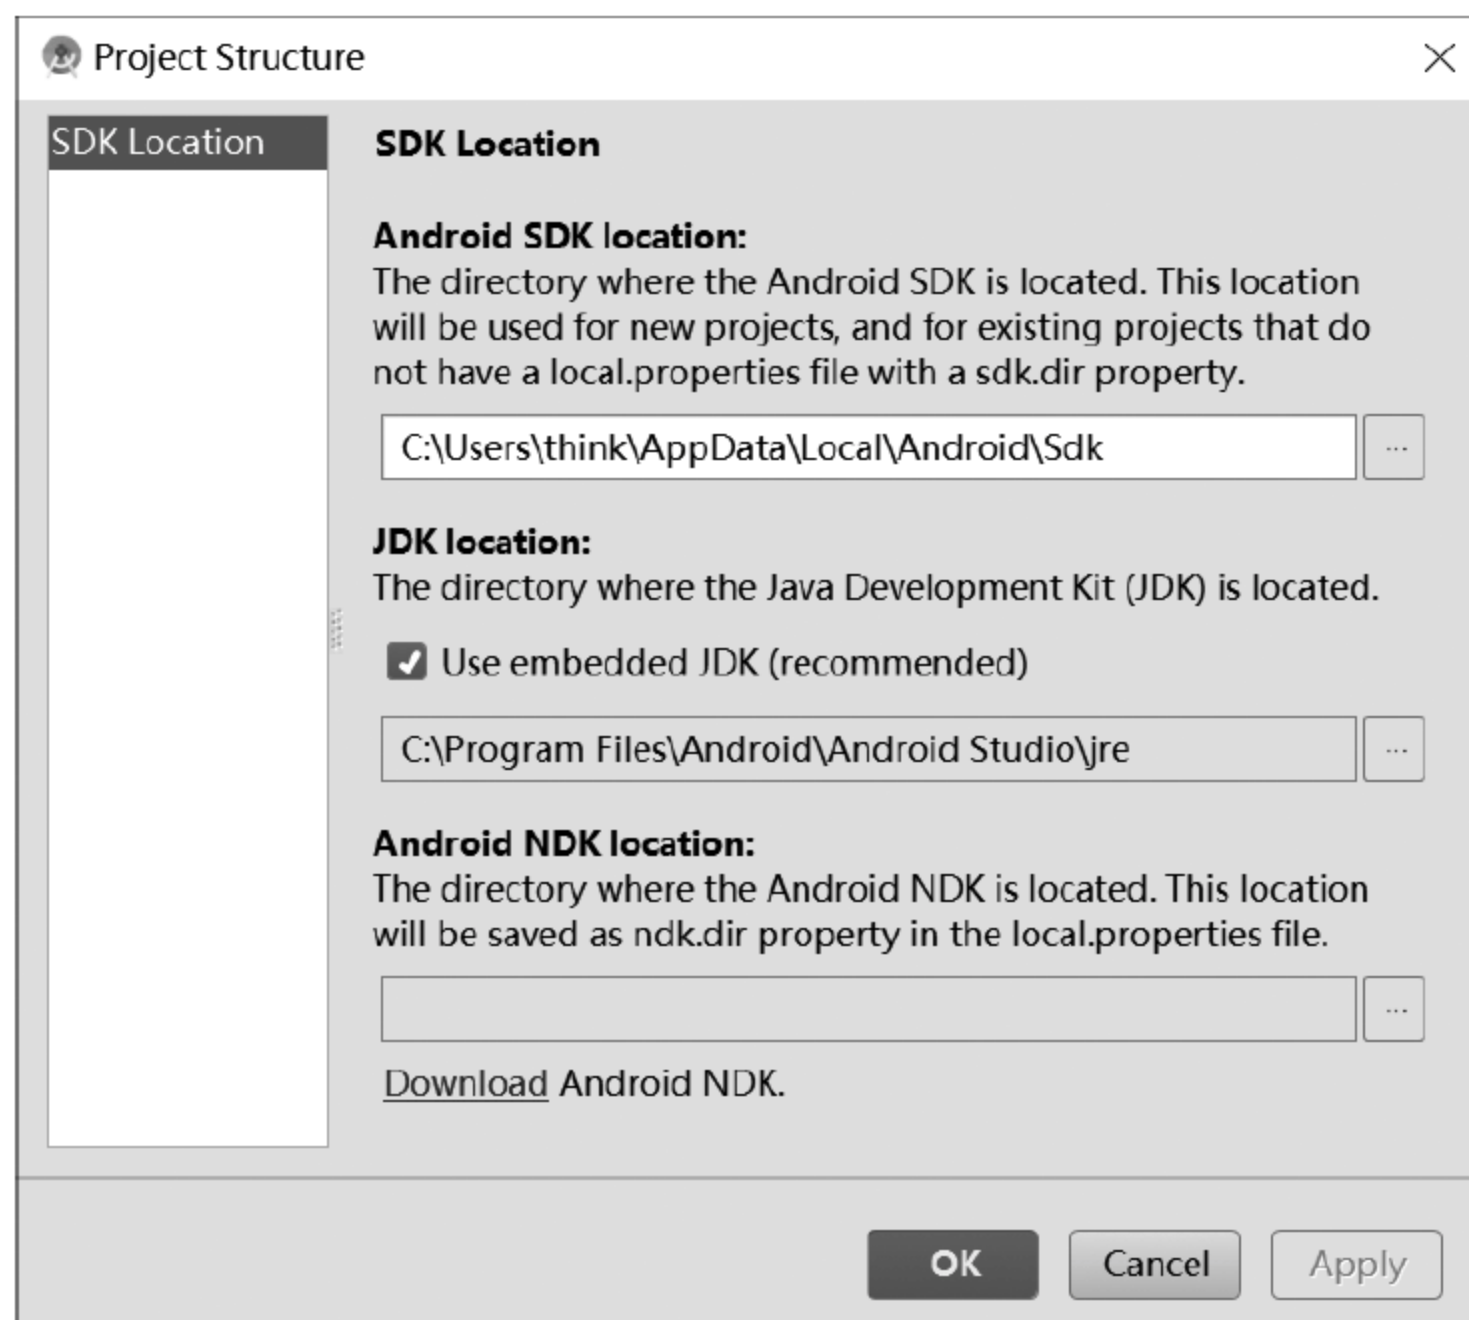 Project Structure
SDK Location
SDK Location
Android SDK location:
The directory where the Android SDK is located. This location
will be used for new projects, and for existing projects that do
not have a local.properties file with a sdk.dir property.
C:\Users\think\AppData\Local\Android\Sdk
...
JDK location:
The directory where the Java Development Kit (JDK) is located.
Use embedded JDK (recommended)
C:\Program Files\Android\Android Studio\jre
...
Android NDK location:
The directory where the Android NDK is located. This location
will be saved as ndk.dir property in the local.properties file.
...
Download Android NDK.
OK
Cancel
Apply